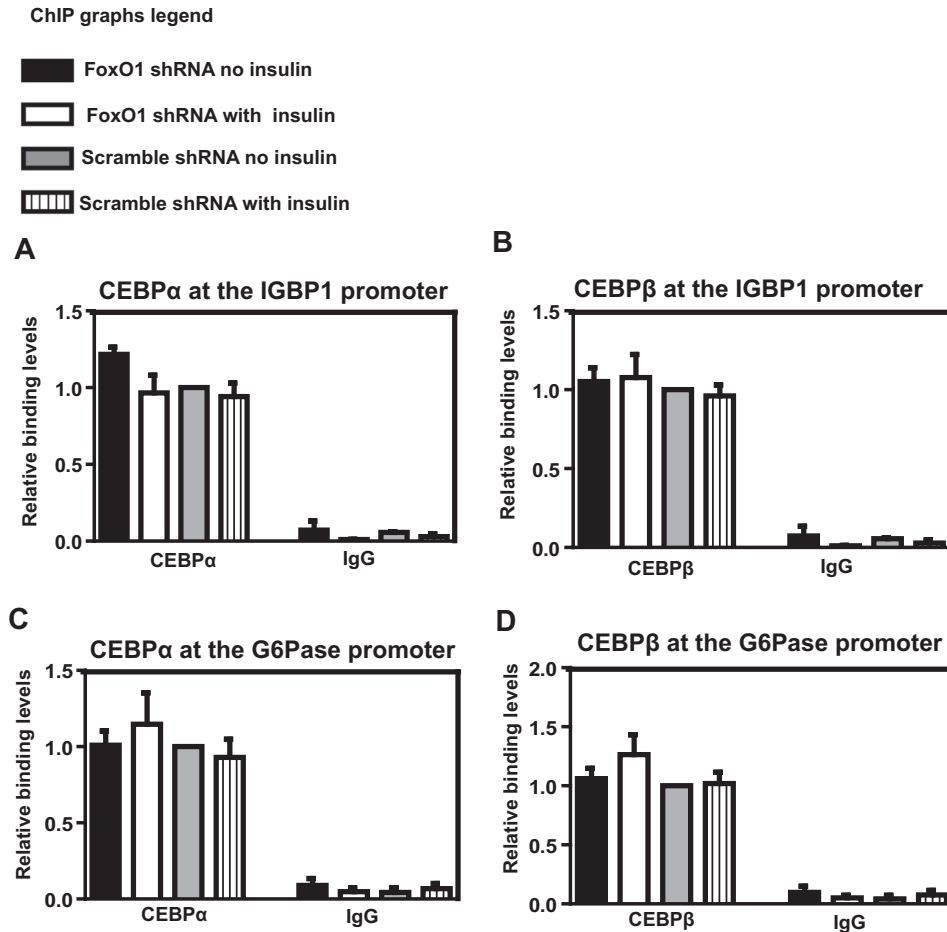 ChIP graphs legend
FoxO1 shRNA no insulin
FoxO1 shRNA with insulin
Scramble shRNA no insulin
Scramble shRNA with insulin
A
CEBPα at the IGBP1 promoter
Relative binding levels
1.5
1.0
0.5
0.0
CEBPα
IgG
B
CEBPβ at the IGBP1 promoter
Relative binding levels
1.5
1.0
0.5
0.0
CEBPβ
IgG
C
CEBPα at the G6Pase promoter
Relative binding levels
1.5
1.0
0.5
0.0
CEBPα
IgG
D
CEBPβ at the G6Pase promoter
Relative binding levels
2.0
1.5
1.0
0.5
0.0
CEBPβ
IgG